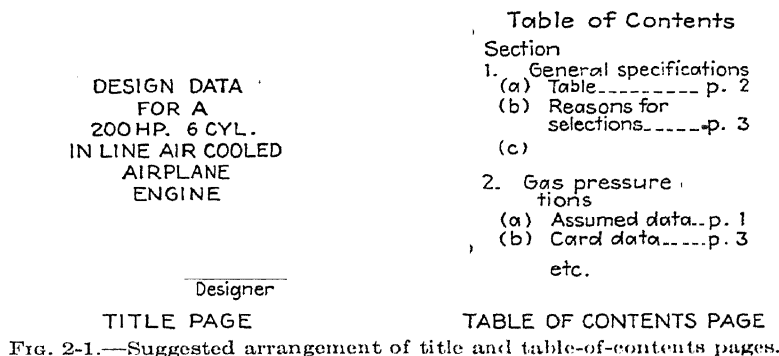 DESIGN DATA
FOR A
200 HP. 6 CYL.
IN LINE AIR COOLED
AIRPLANE
ENGINE
Designer
TITLE PAGE
Table of Contents
Section
1. General specifications
(a) Table_________ p. 2
(b) Reasons for
selections_____p. 3
(c)
2. Gas pressure
tions
(a) Assumed data__p. 1
(b) Card data_____p. 3
etc.
TABLE OF CONTENTS PAGE
FIG. 2-1.—Suggested arrangement of title and table-of-contents pages.